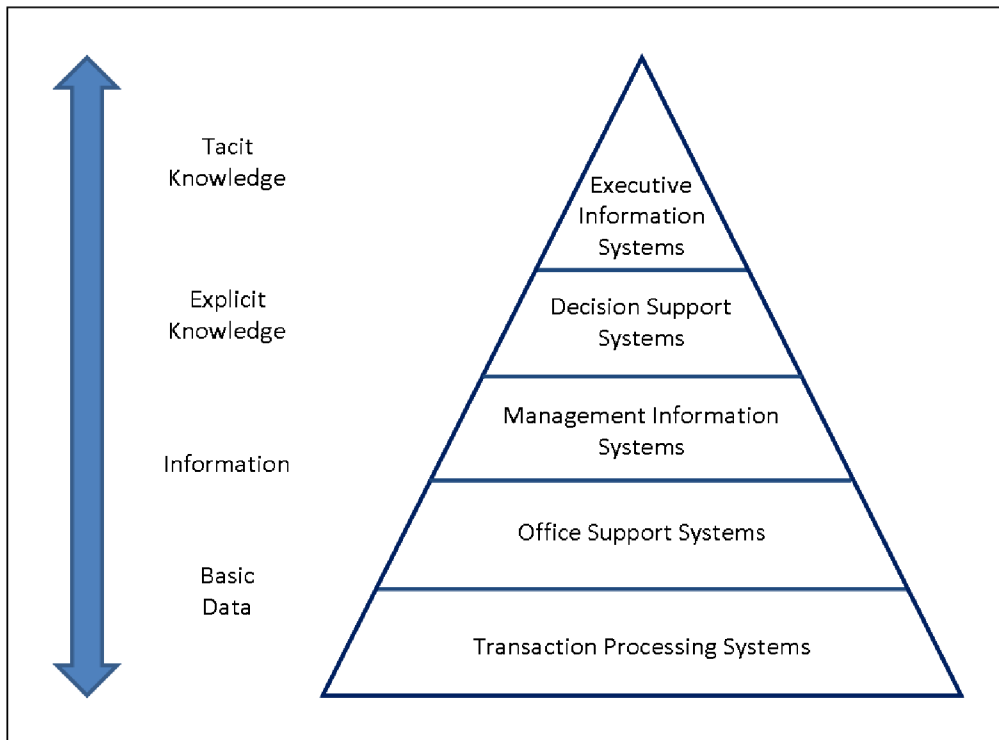 Tacit
Knowledge
Explicit
Knowledge
Information
Basic
Data
Executive
Information
Systems
Decision Support
Systems
Management Information
Systems
Office Support Systems
Transaction Processing Systems